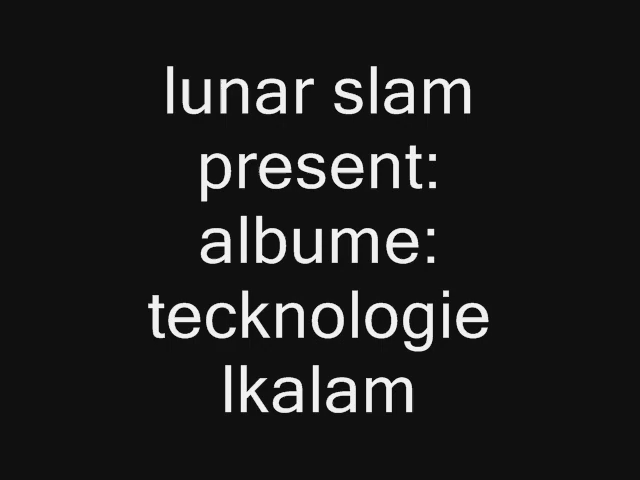 lunar slam
present:
albume:
tecknologie
lkalam